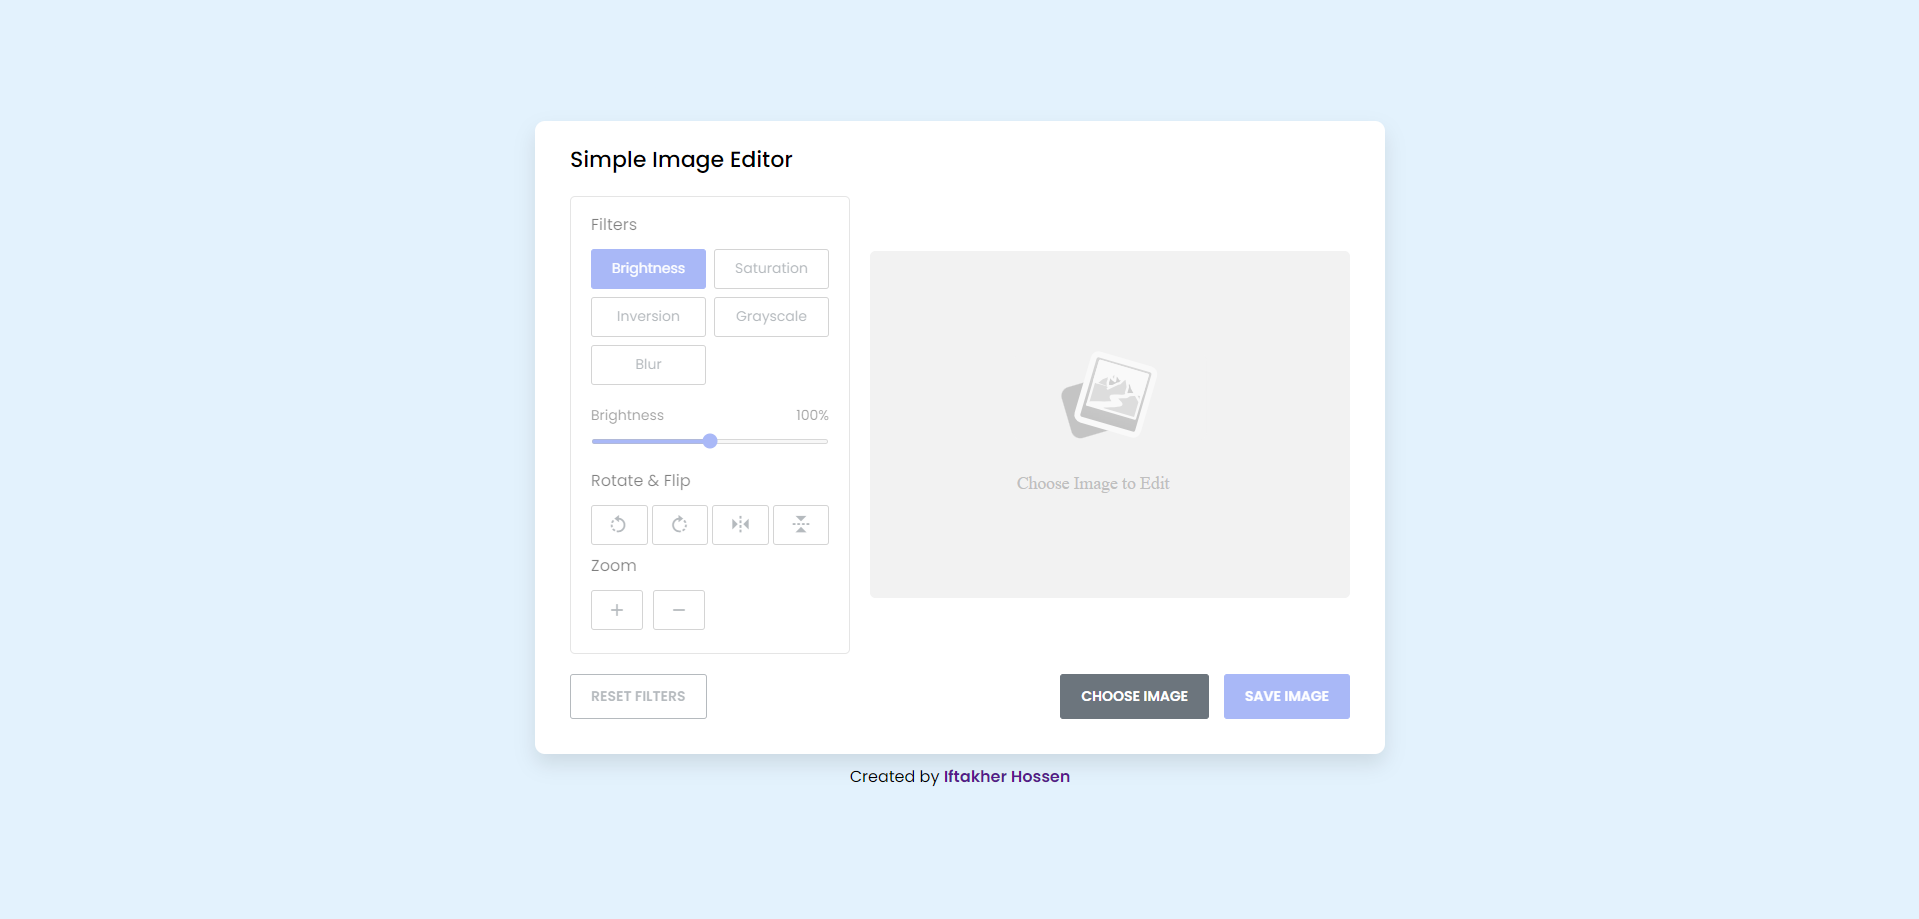 Simple Image Editor
Filters
Brightness
Saturation
Inversion
Grayscale
Blur
Brightness 100%
Rotate & Flip
Zoom
RESET FILTERS
Choose Image to Edit
CHOOSE IMAGE
SAVE IMAGE
Created by Iftakher Hossen